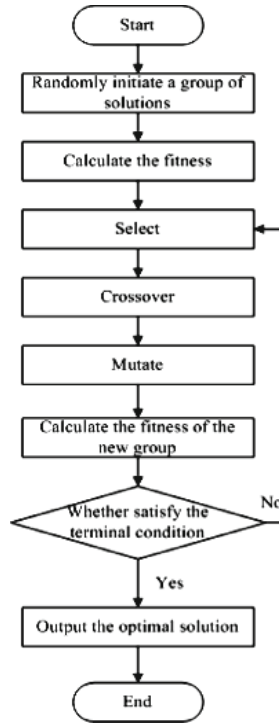 Start
Randomly initiate a group of
solutions
Calculate the fitness
Select
Crossover
Mutate
Calculate the fitness of the
new group
Whether satisfy the
terminal condition
No
Yes
Output the optimal solution
End